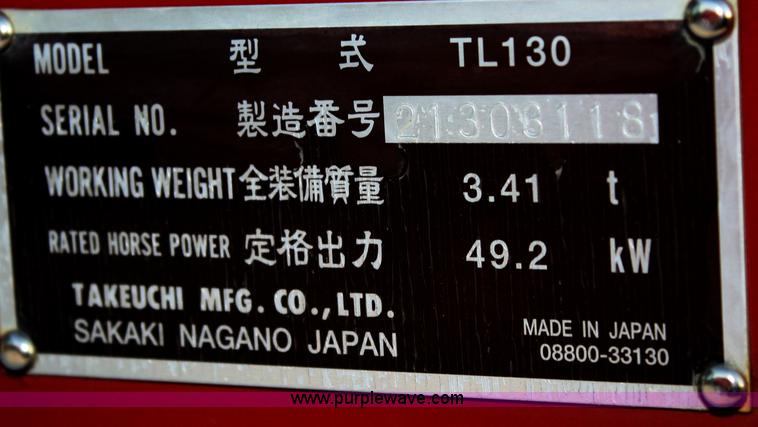 MODEL 型 式 TL130
SERIAL NO. 製造番号 21303118
WORKING WEIGHT 全装備質量 3.41 t
RATED HORSE POWER 定格出力 49.2 kW
TAKEUCHI MFG. CO., LTD.
SAKAKI NAGANO JAPAN
MADE IN JAPAN
08800-33130
www.purplewave.com